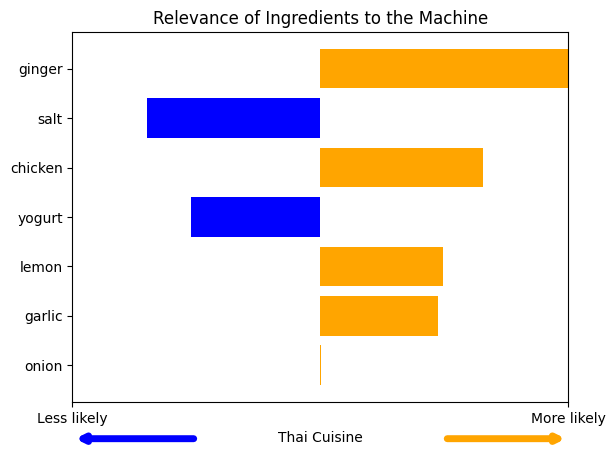 Relevance of Ingredients to the Machine
ginger
salt
chicken
yogurt
lemon
garlic
onion
Less likely
More likely
Thai Cuisine